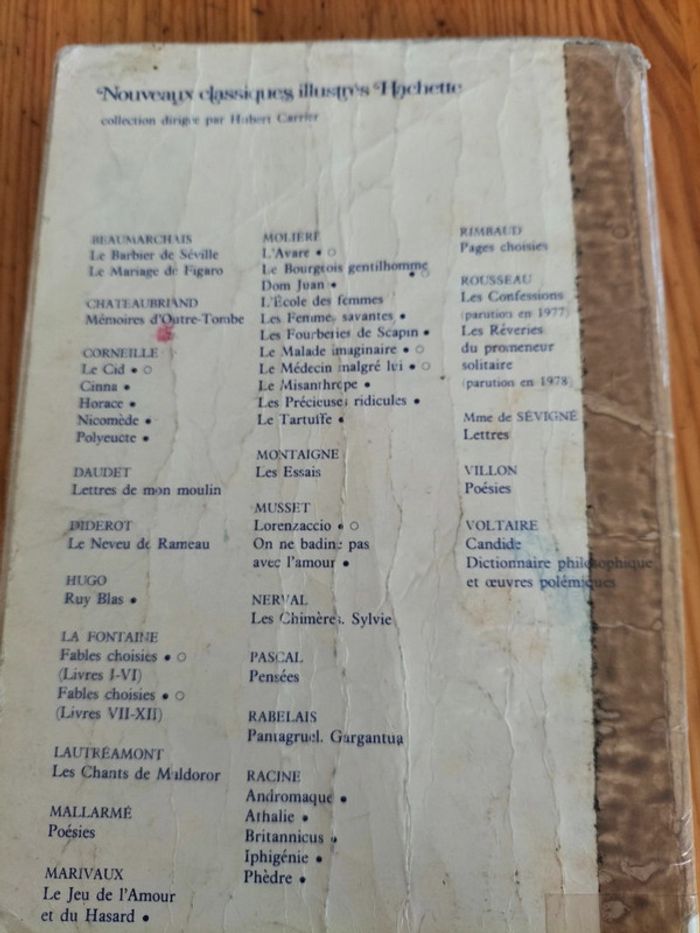 Nouveaux classiques illustrés Hachette
collection dirigée par Hubert Carrier
BEAUMARCHAIS
Le Barbier de Séville
Le Mariage de Figaro
CHATEAUBRIAND
Mémoires d'Outre-Tombe
CORNEILLE
Le Cid • ○
Cinna •
Horace •
Nicomède •
Polyeucte •
DAUDET
Lettres de mon moulin
DIDEROT
Le Neveu de Rameau
HUGO
Ruy Blas •
LA FONTAINE
Fables choisies • ○
(Livres I-VI)
Fables choisies • ○
(Livres VII-XII)
LAUTRÉAMONT
Les Chants de Maldoror
MALLARMÉ
Poésies
MARIVAUX
Le Jeu de l'Amour
et du Hasard •
MOLIÈRE
L'Avare • ○
Le Bourgeois gentilhomme • ○
Dom Juan •
L'École des femmes
Les Femmes savantes •
Les Fourberies de Scapin •
Le Malade imaginaire • ○
Le Médecin malgré lui • ○
Le Misanthrope •
Les Précieuses ridicules •
Le Tartuffe •
MONTAIGNE
Les Essais
MUSSET
Lorenzaccio • ○
On ne badine pas
avec l'amour •
NERVAL
Les Chimères. Sylvie
PASCAL
Pensées
RABELAIS
Pantagruel. Gargantua
RACINE
Andromaque •
Athalie •
Britannicus •
Iphigénie •
Phèdre •
RIMBAUD
Pages choisies
ROUSSEAU
Les Confessions
(parution en 1977)
Les Rêveries
du promeneur
solitaire
(parution en 1978)
Mme de SÉVIGNÉ
Lettres
VILLON
Poésies
VOLTAIRE
Candide
Dictionnaire philosophique
et œuvres polémiques